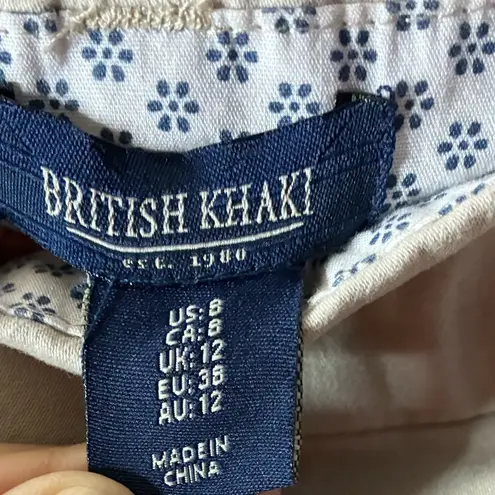 BRITISH KHAKI
est. 1980
US: 8
CA: 8
UK: 12
EU: 38
AU: 12
MADE IN
CHINA